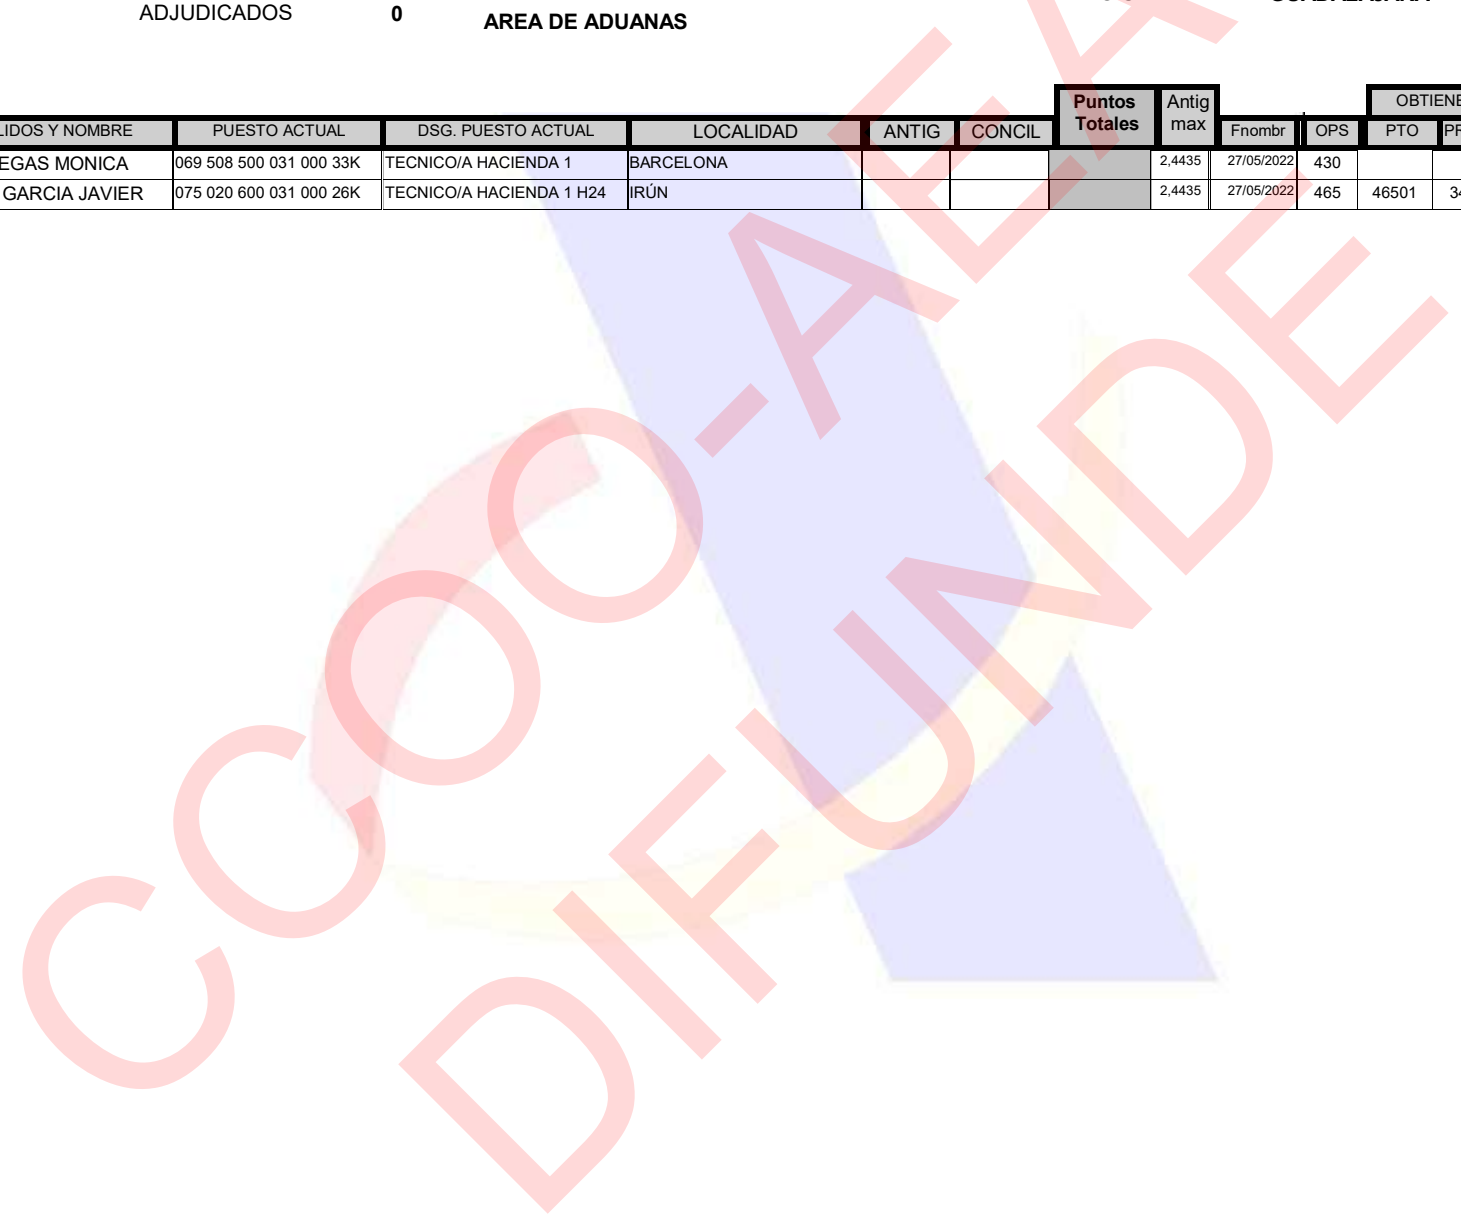 ADJUDICADOS 0 AREA DE ADUANAS
Puntos Totales Antig max OBTIENE
Y NOMBRE PUESTO ACTUAL DSG. PUESTO ACTUAL LOCALIDAD ANTIG CONCIL Fnombr OPS PTO
MONICA 069 508 500 031 000 33K TECNICO/A HACIENDA 1 BARCELONA 2,4435 27/05/2022 430
GARCIA JAVIER 075 020 600 031 000 26K TECNICO/A HACIENDA 1 H24 IRÚN 2,4435 27/05/2022 465 46501
CCOO-AEA
DIFUNDE